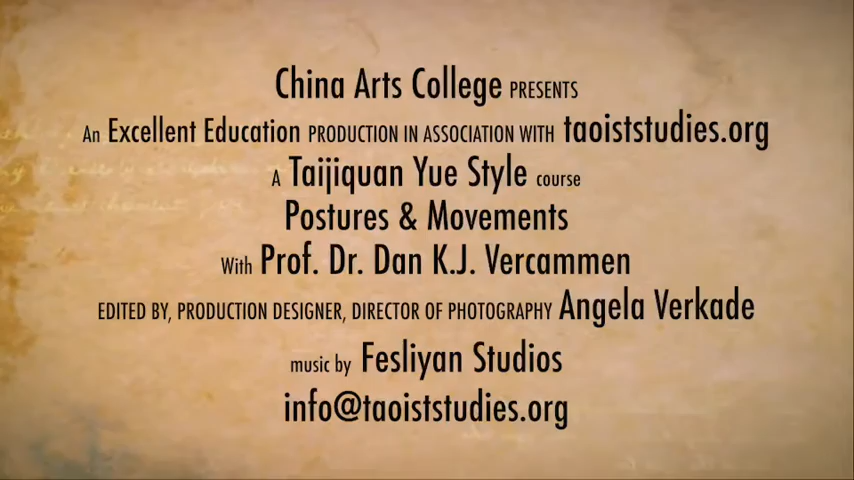 China Arts College PRESENTS
An Excellent Education PRODUCTION IN ASSOCIATION WITH taoiststudies.org
A Taijiquan Yue Style course
Postures & Movements
With Prof. Dr. Dan K.J. Vercammen
EDITED BY, PRODUCTION DESIGNER, DIRECTOR OF PHOTOGRAPHY Angela Verkade
music by Fesliyan Studios
info@taoiststudies.org